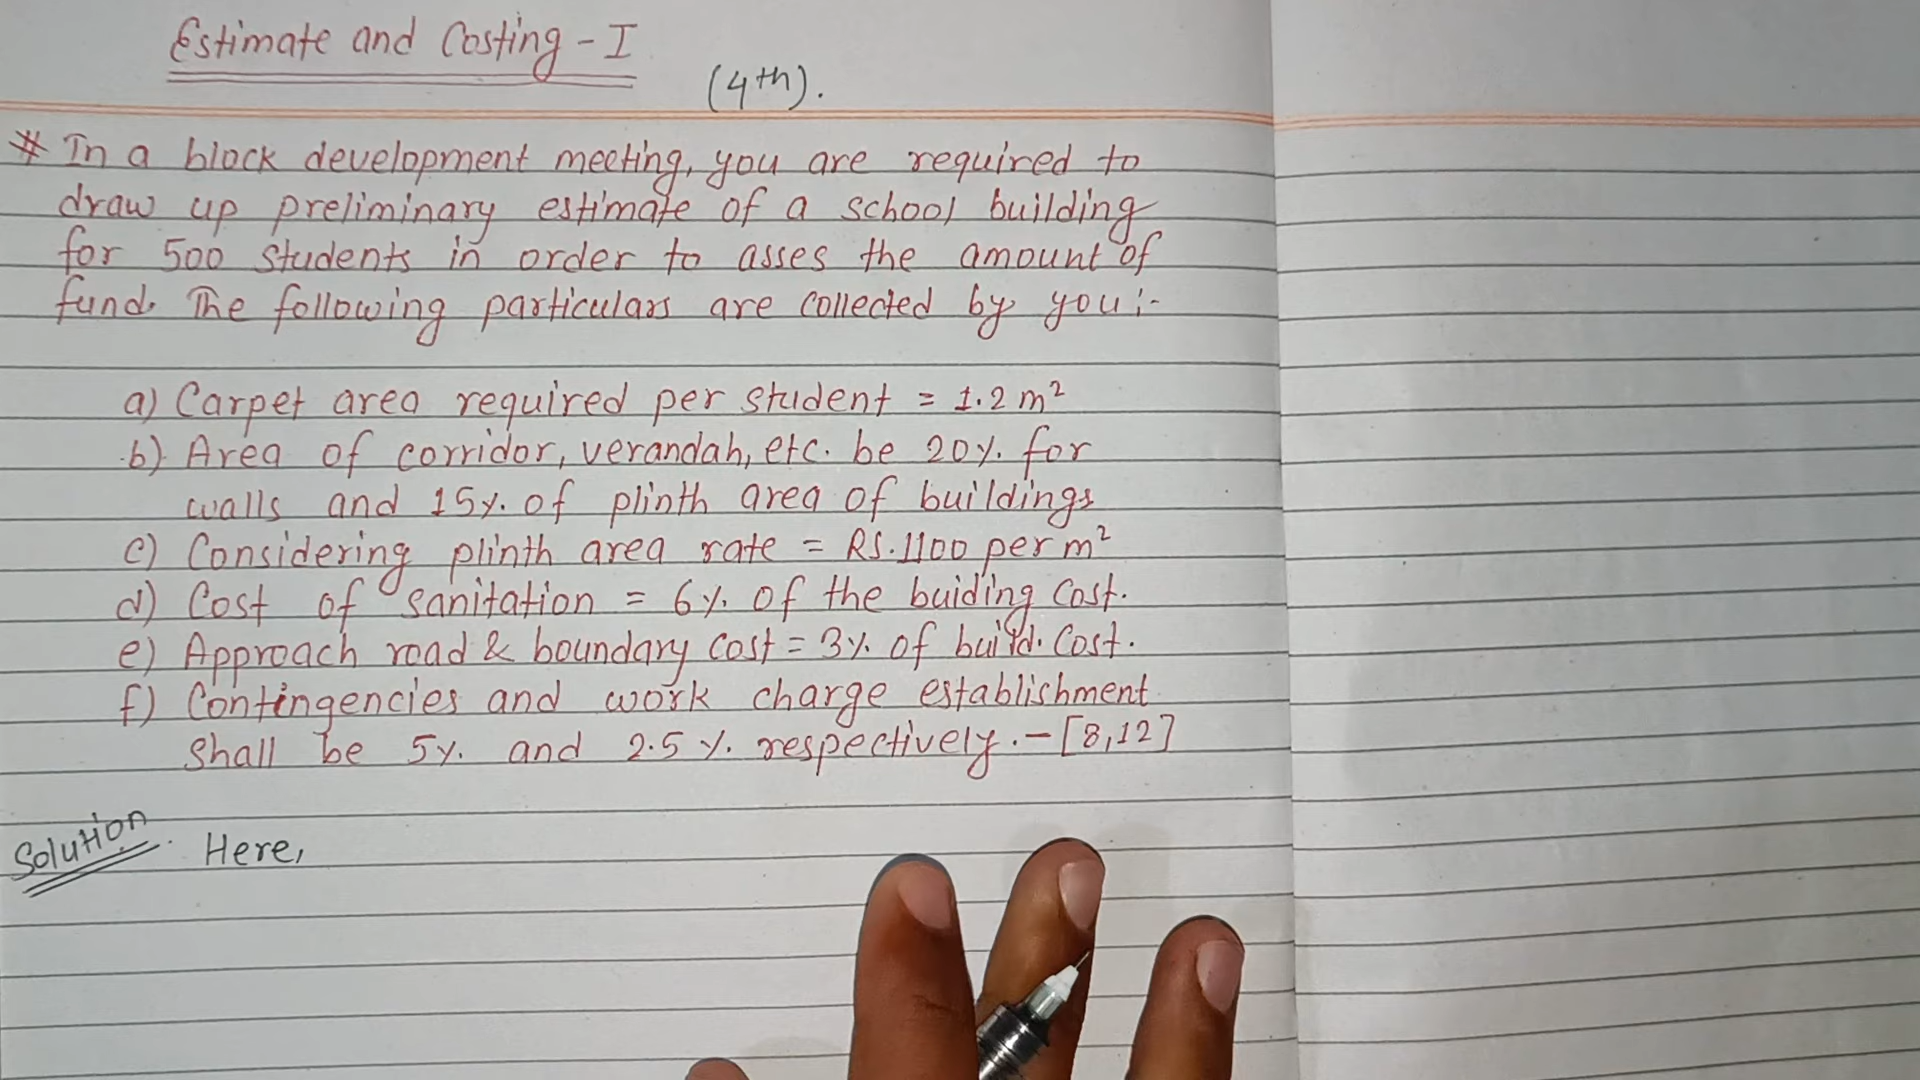 Estimate and Costing - I
(4th).
* In a block development meeting, you are required to
draw up preliminary estimate of a school building
for 500 students in order to asses the amount of
fund. The following particulars are collected by you :-
a) Carpet area required per student = 1.2 m²
b) Area of corridor, verandah, etc. be 20%. for
walls and 15%. of plinth area of buildings
c) Considering plinth area rate = RS. 1100 per m²
d) Cost of sanitation = 6%. of the buiding cost.
e) Approach road & boundary cost = 3%. of build. cost.
f) Contingencies and work charge establishment
shall be 5%. and 2.5%. respectively. - [8,12]
Solution. Here,